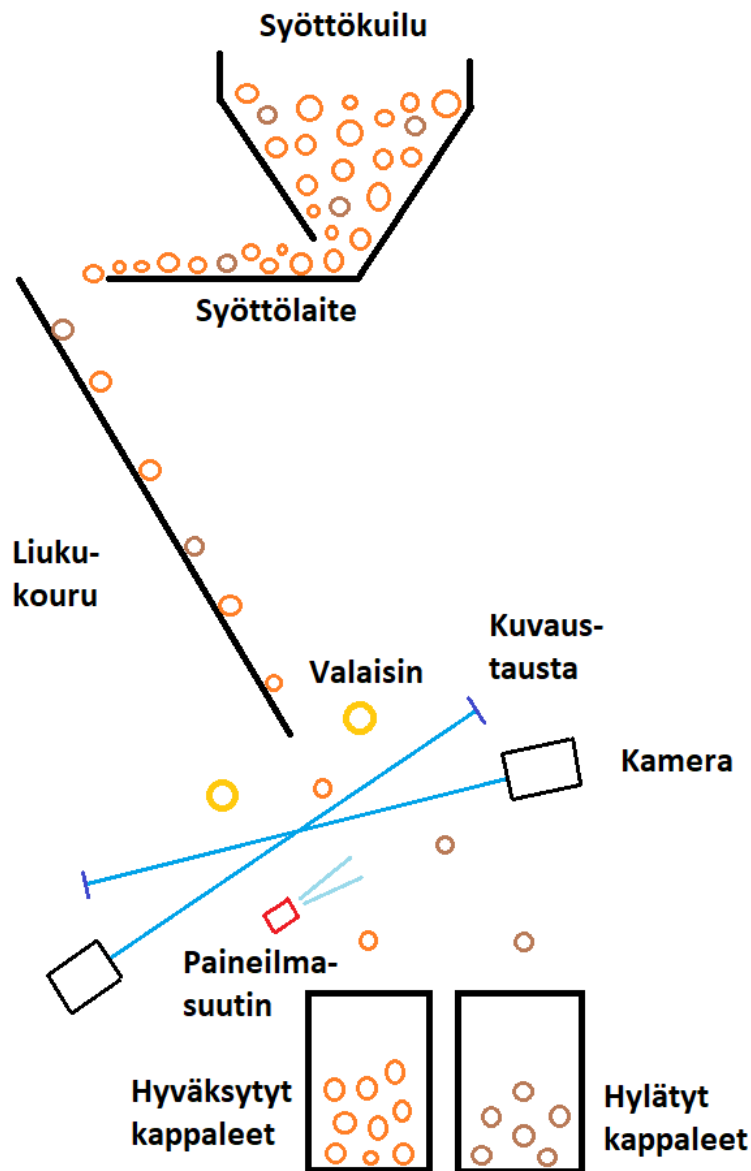 Syöttökuilu
Syöttölaite
Liuku-
kouru
Valaisin
Kuvaus-
tausta
Kamera
Paineilma-
suutin
Hyväksytyt
kappaleet
Hylätyt
kappaleet